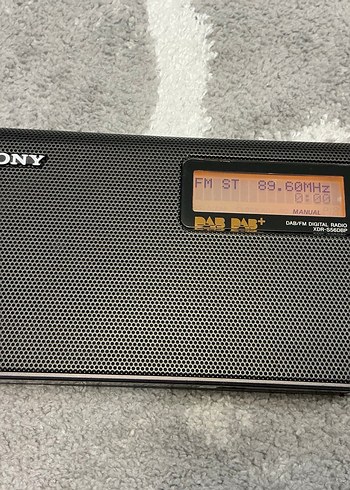 ONY
FM ST 89.60MHz
0:00
MANUAL
DAB DAB+
DAB/FM DIGITAL RADIO
XDR-S56DBP